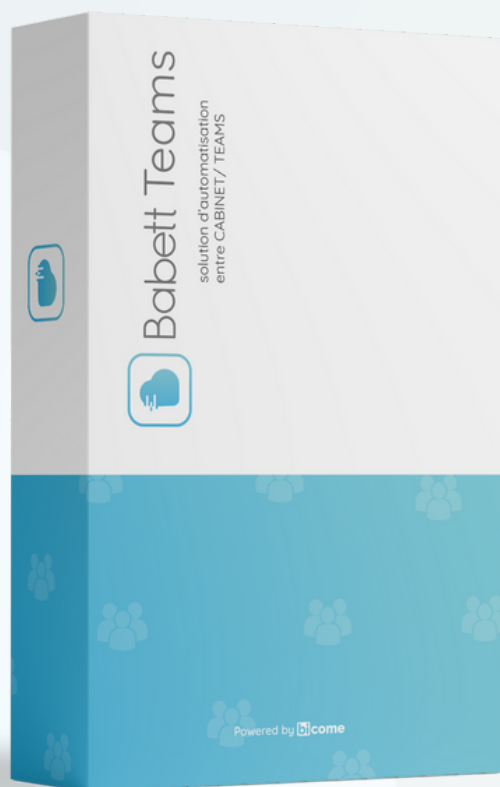 Babett Teams
solution d'automatisation
entre CABINET/ TEAMS
Powered by bicome